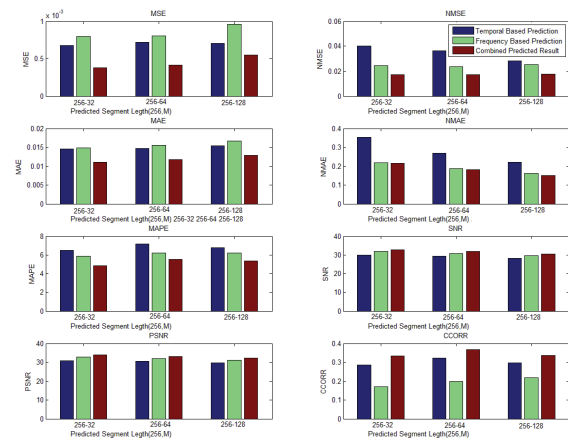 MSE
x 10⁻³
1
0.5
0
MSE
256-32 256-64 256-128
Predicted Segment Legth(256,M)
NMSE
0.06
0.04
0.02
0
NMSE
Temporal Based Prediction
Frequency Based Prediction
Combined Predicted Result
256-32 256-64 256-128
Predicted Segment Legth(256,M)
MAE
0.02
0.015
0.01
0.005
0
MAE
256-32 256-64 256-128
Predicted Segment Legth(256,M) 256-32 256-64 256-128
NMAE
0.4
0.3
0.2
0.1
0
NMAE
256-32 256-64 256-128
Predicted Segment Legth(256,M)
MAPE
8
6
4
2
0
MAPE
256-32 256-64 256-128
Predicted Segment Legth(256,M)
SNR
40
30
20
10
0
SNR
256-32 256-64 256-128
Predicted Segment Legth(256,M)
PSNR
40
30
20
10
0
PSNR
256-32 256-64 256-128
Predicted Segment Legth(256,M)
CCORR
0.4
0.3
0.2
0.1
0
CCORR
256-32 256-64 256-128
Predicted Segment Legth(256,M)